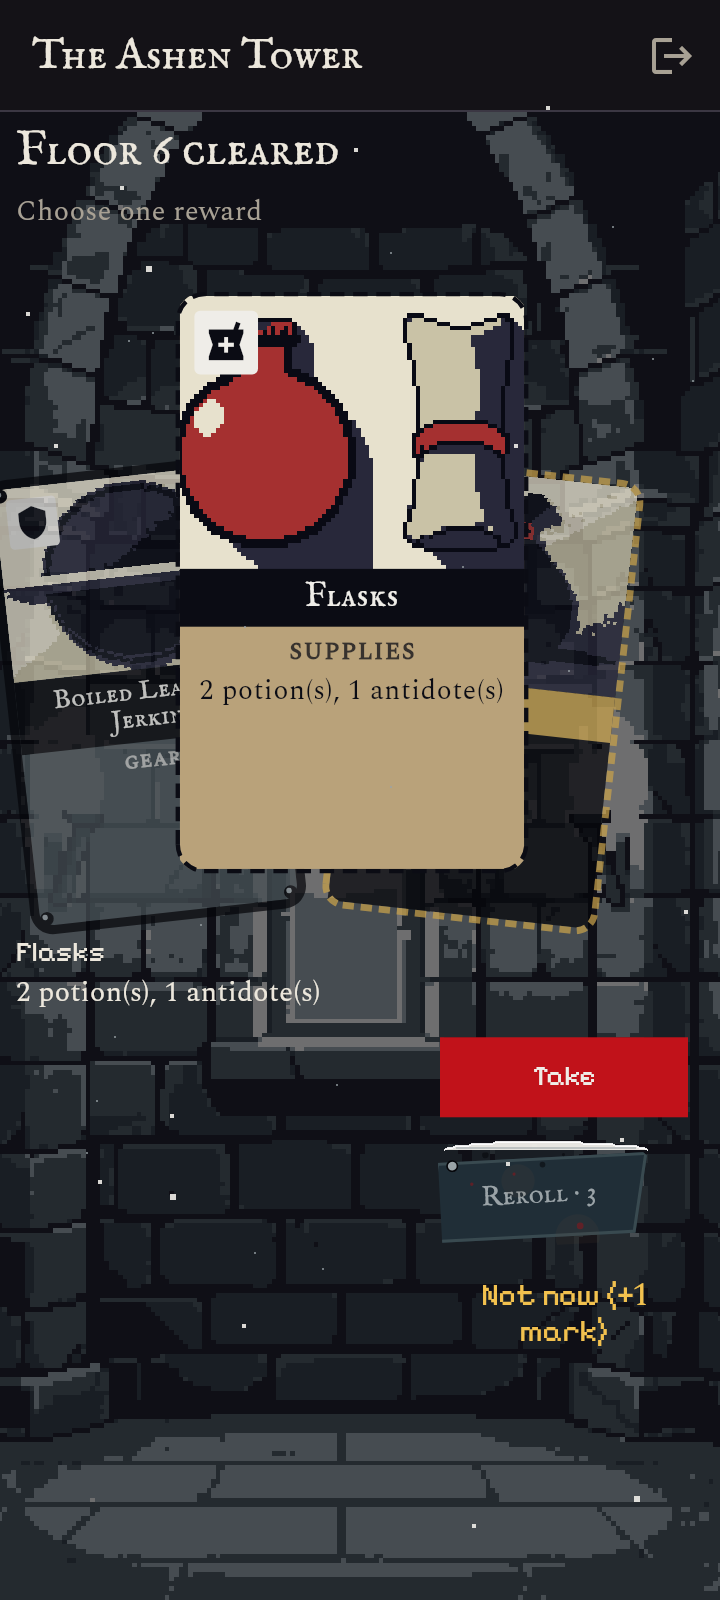 The Ashen Tower
Floor 6 cleared
Choose one reward
Flasks
SUPPLIES
2 potion(s), 1 antidote(s)
Boiled
Jerkin
GEAR
Flasks
2 potion(s), 1 antidote(s)
Take
Reroll · 3
Not now (+1
mark)